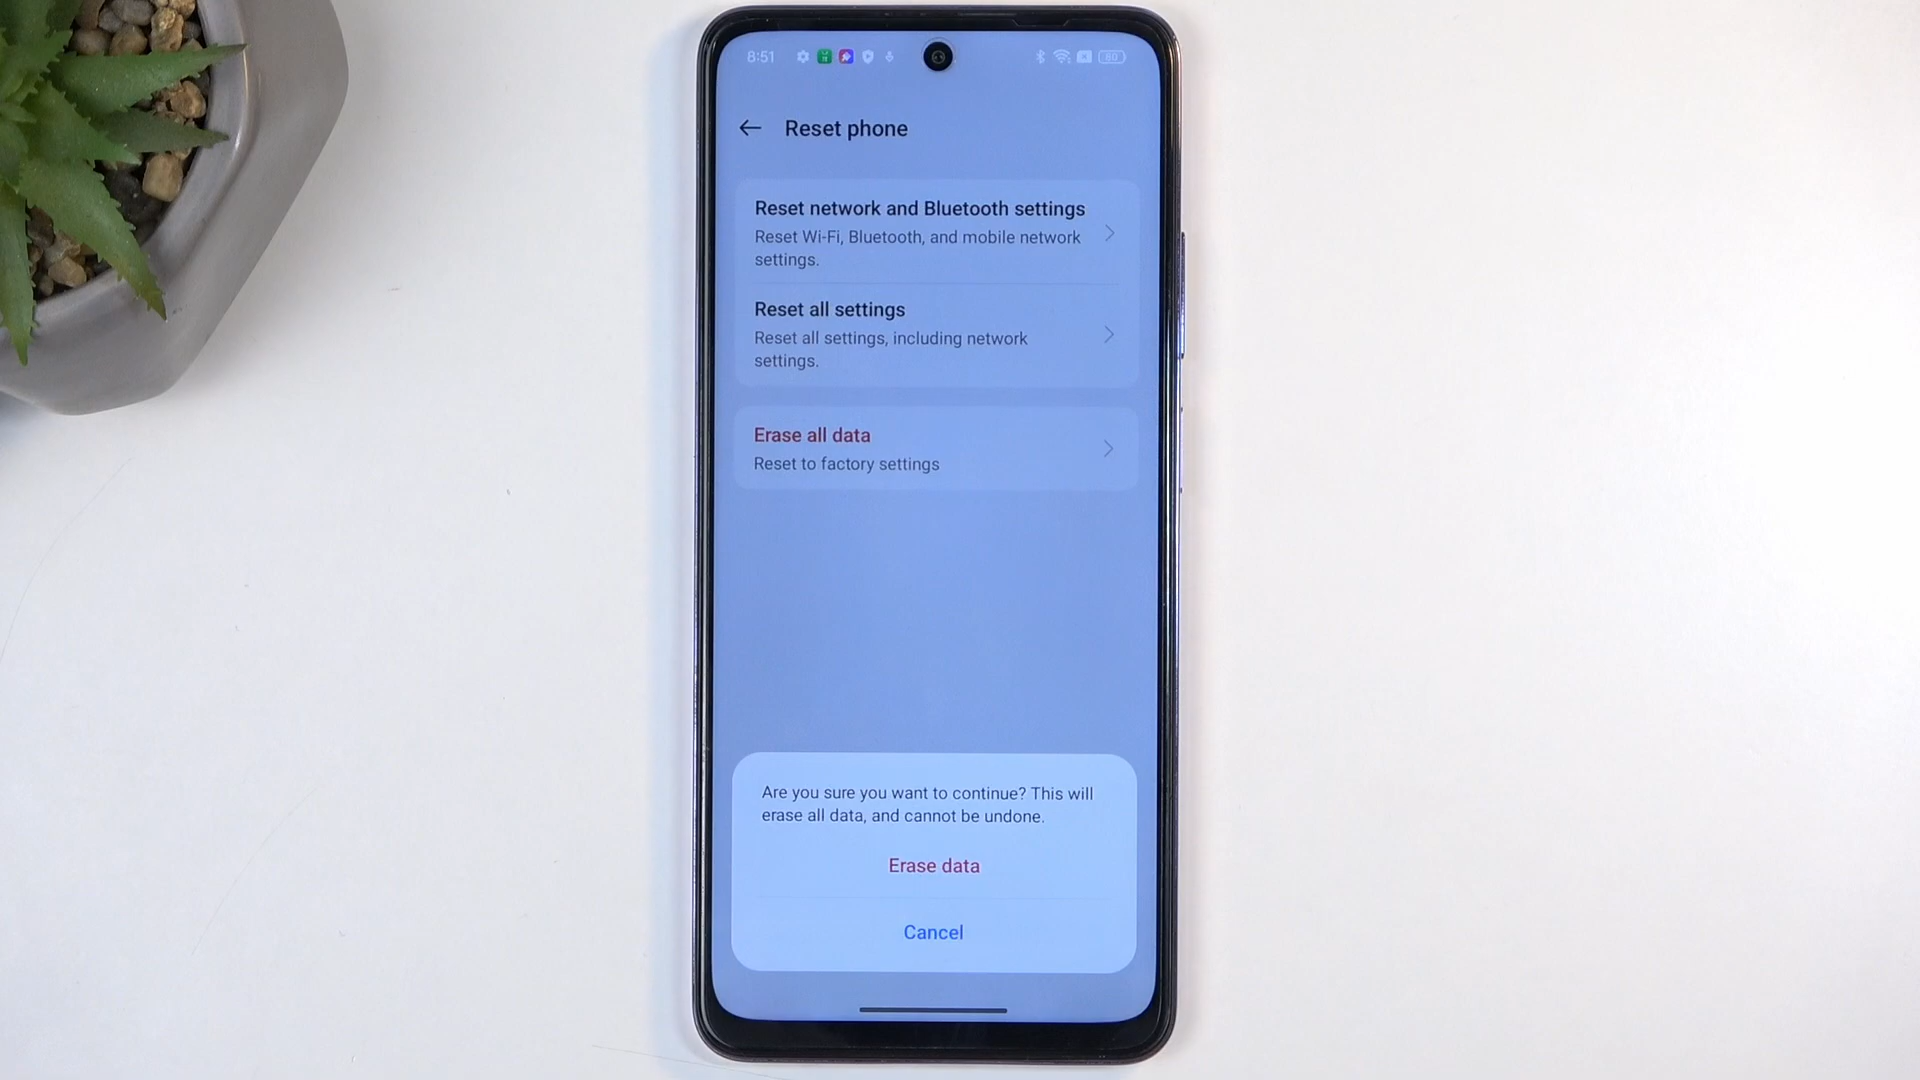 8:51
80
Reset phone
Reset network and Bluetooth settings
Reset Wi-Fi, Bluetooth, and mobile network
settings.
Reset all settings
Reset all settings, including network
settings.
Erase all data
Reset to factory settings
Are you sure you want to continue? This will
erase all data, and cannot be undone.
Erase data
Cancel